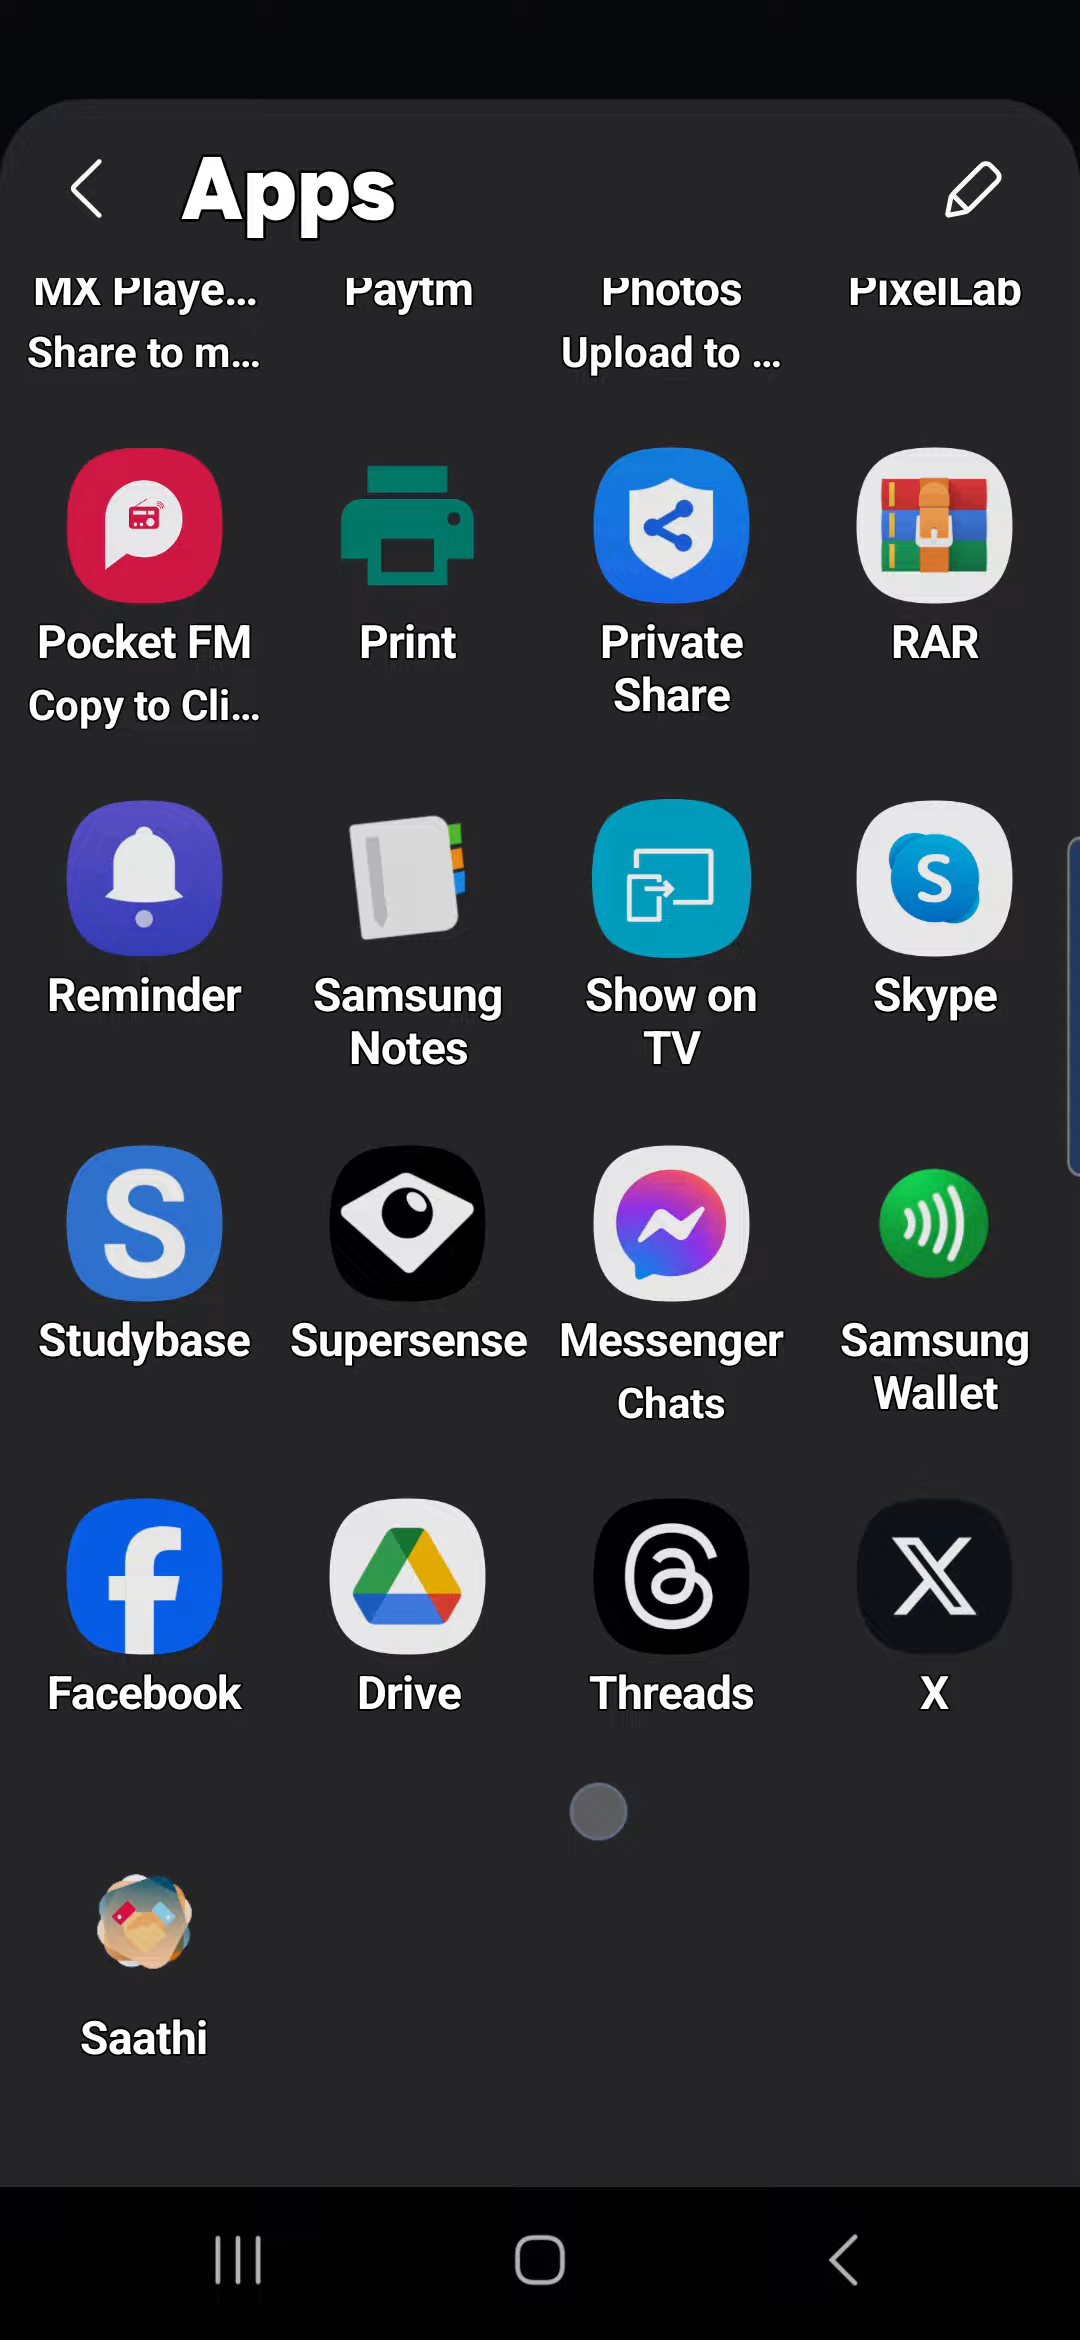 Apps
MX Playe... Paytm Photos PixelLab
Share to m... Upload to ...
Pocket FM Print Private Share RAR
Copy to Cli...
Reminder Samsung Notes Show on TV Skype
S
Studybase Supersense Messenger Samsung Wallet
Chats
Facebook Drive Threads X
Saathi